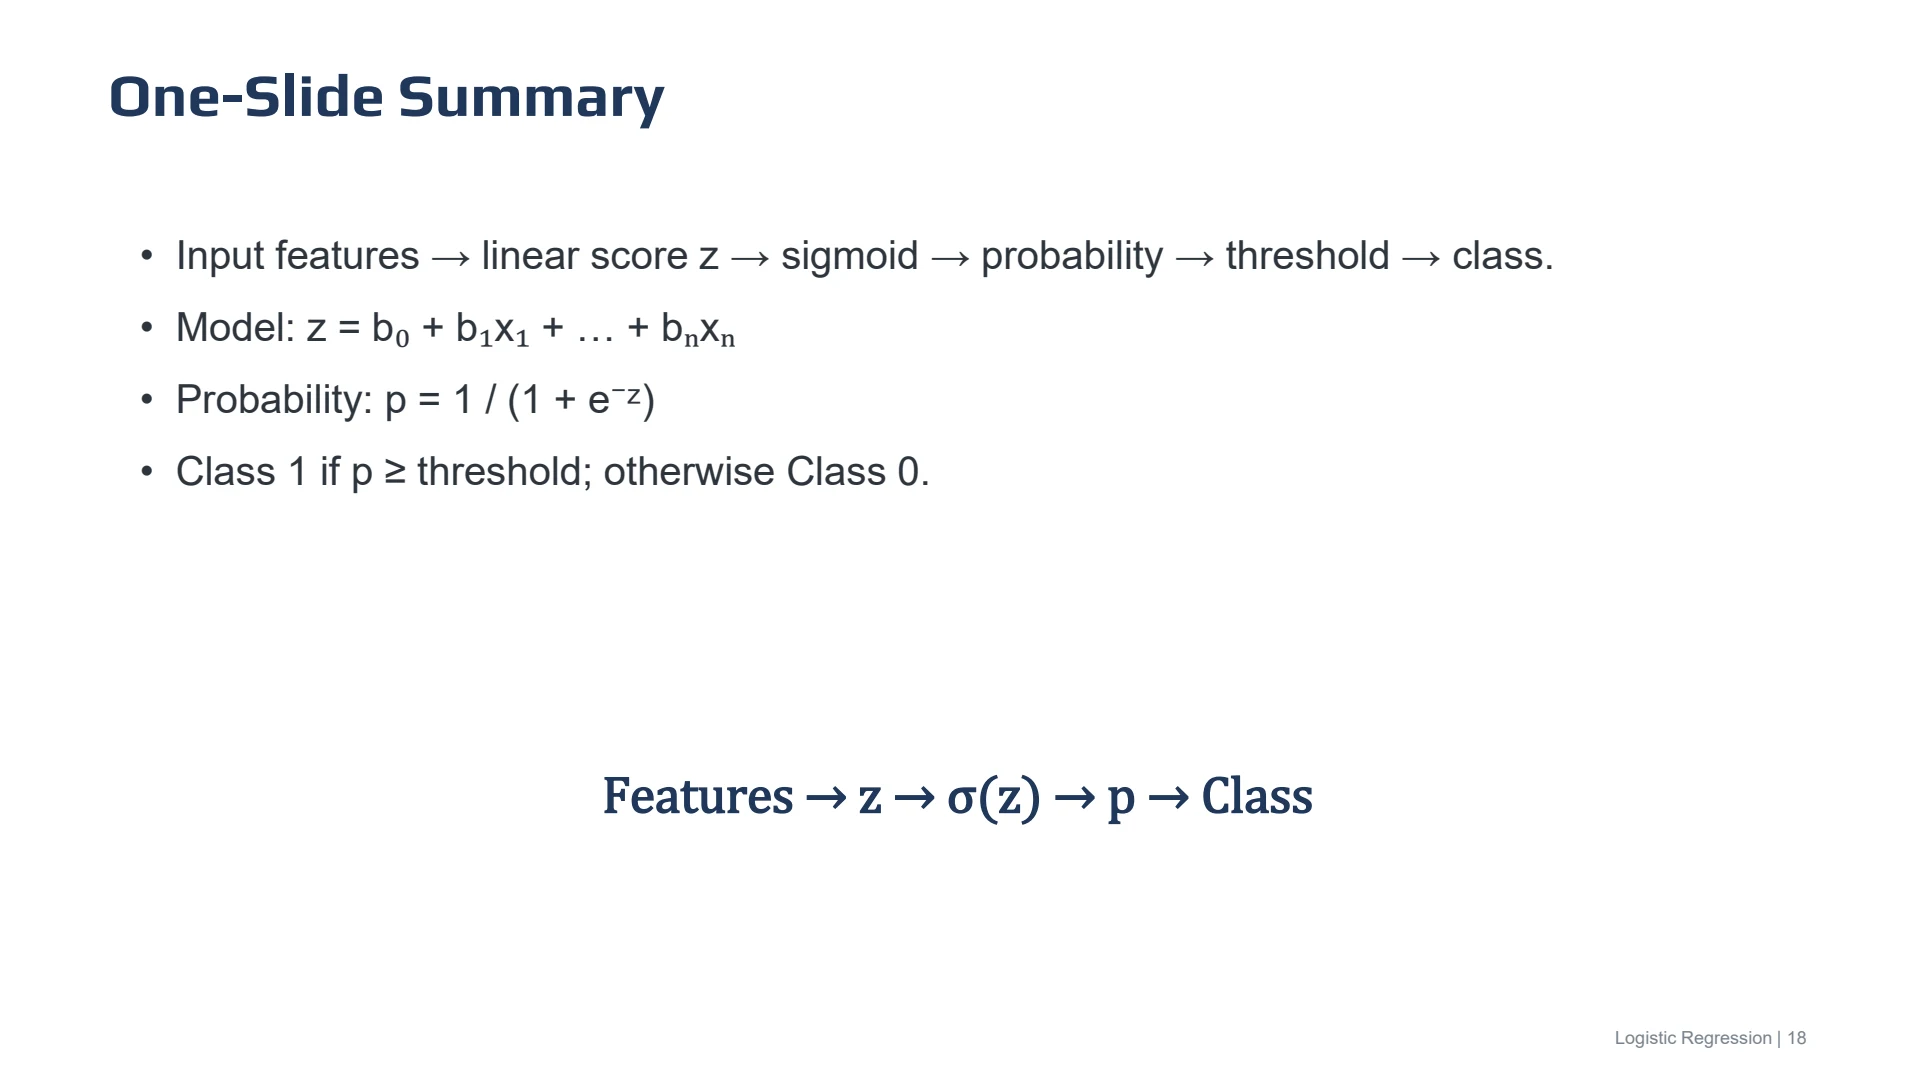 One-Slide Summary
• Input features → linear score z → sigmoid → probability → threshold → class.
• Model: z = b₀ + b₁x₁ + … + bₙxₙ
• Probability: p = 1 / (1 + e⁻ᶻ)
• Class 1 if p ≥ threshold; otherwise Class 0.
Features → z → σ(z) → p → Class
Logistic Regression | 18